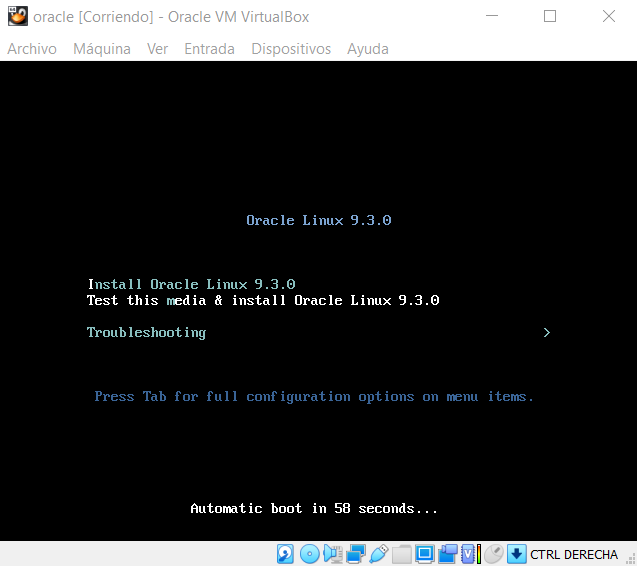 oracle [Corriendo] - Oracle VM VirtualBox
Archivo Máquina Ver Entrada Dispositivos Ayuda
Oracle Linux 9.3.0
Install Oracle Linux 9.3.0
Test this media & install Oracle Linux 9.3.0
Troubleshooting >
Press Tab for full configuration options on menu items.
Automatic boot in 58 seconds...
CTRL DERECHA